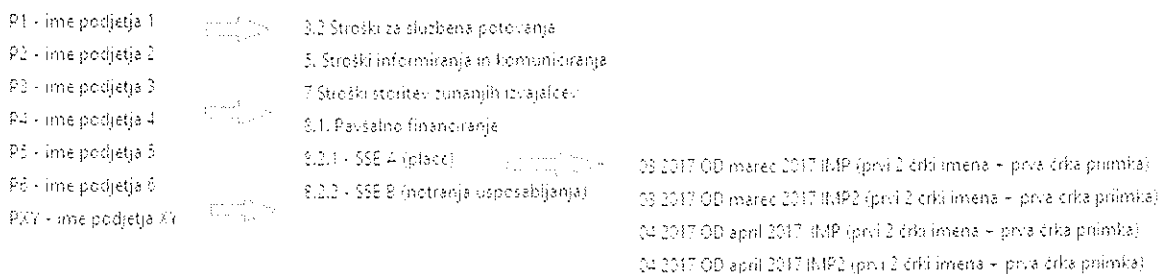 P1 - ime podjetja 1
P2 - ime podjetja 2
P3 - ime podjetja 3
P4 - ime podjetja 4
P5 - ime podjetja 5
P6 - ime podjetja 6
PXY - ime podjetja XY
3.2 Stroški za službena potovanja
5. Stroški informiranja in komuniciranja
7 Stroški storitev zunanjih izvajalcev
8.1. Pavšalno financiranje
8.2.1 - SSE A (plače)
8.2.2 - SSE B (notranja usposabljanja)
03 2017 OD marec 2017 IMP (prvi 2 črki imena + prva črka priimka)
03 2017 OD marec 2017 IMP2 (prvi 2 črki imena + prva črka priimka)
04 2017 OD april 2017 IMP (prvi 2 črki imena + prva črka priimka)
04 2017 OD april 2017 IMP2 (prvi 2 črki imena + prva črka priimka)